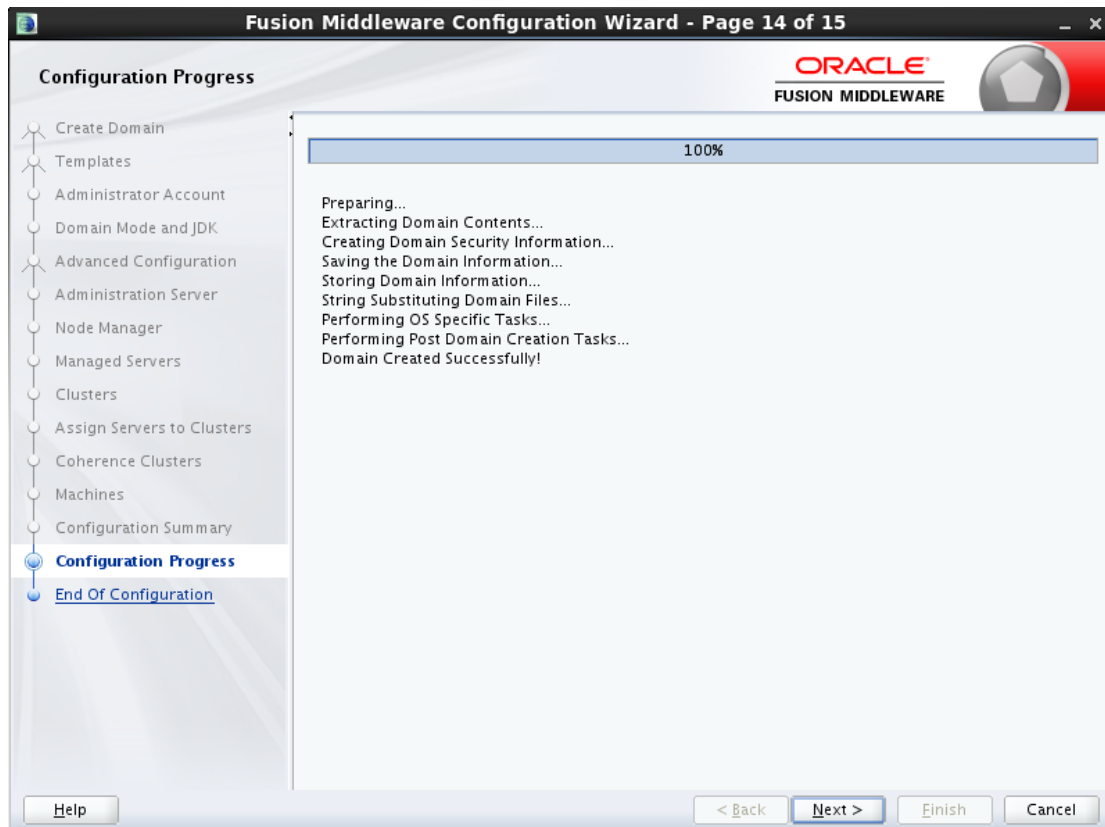 Fusion Middleware Configuration Wizard - Page 14 of 15
Configuration Progress
ORACLE
FUSION MIDDLEWARE
Create Domain
Templates
Administrator Account
Domain Mode and JDK
Advanced Configuration
Administration Server
Node Manager
Managed Servers
Clusters
Assign Servers to Clusters
Coherence Clusters
Machines
Configuration Summary
Configuration Progress
End Of Configuration
100%
Preparing...
Extracting Domain Contents...
Creating Domain Security Information...
Saving the Domain Information...
Storing Domain Information...
String Substituting Domain Files...
Performing OS Specific Tasks...
Performing Post Domain Creation Tasks...
Domain Created Successfully!
Help
< Back
Next >
Finish
Cancel